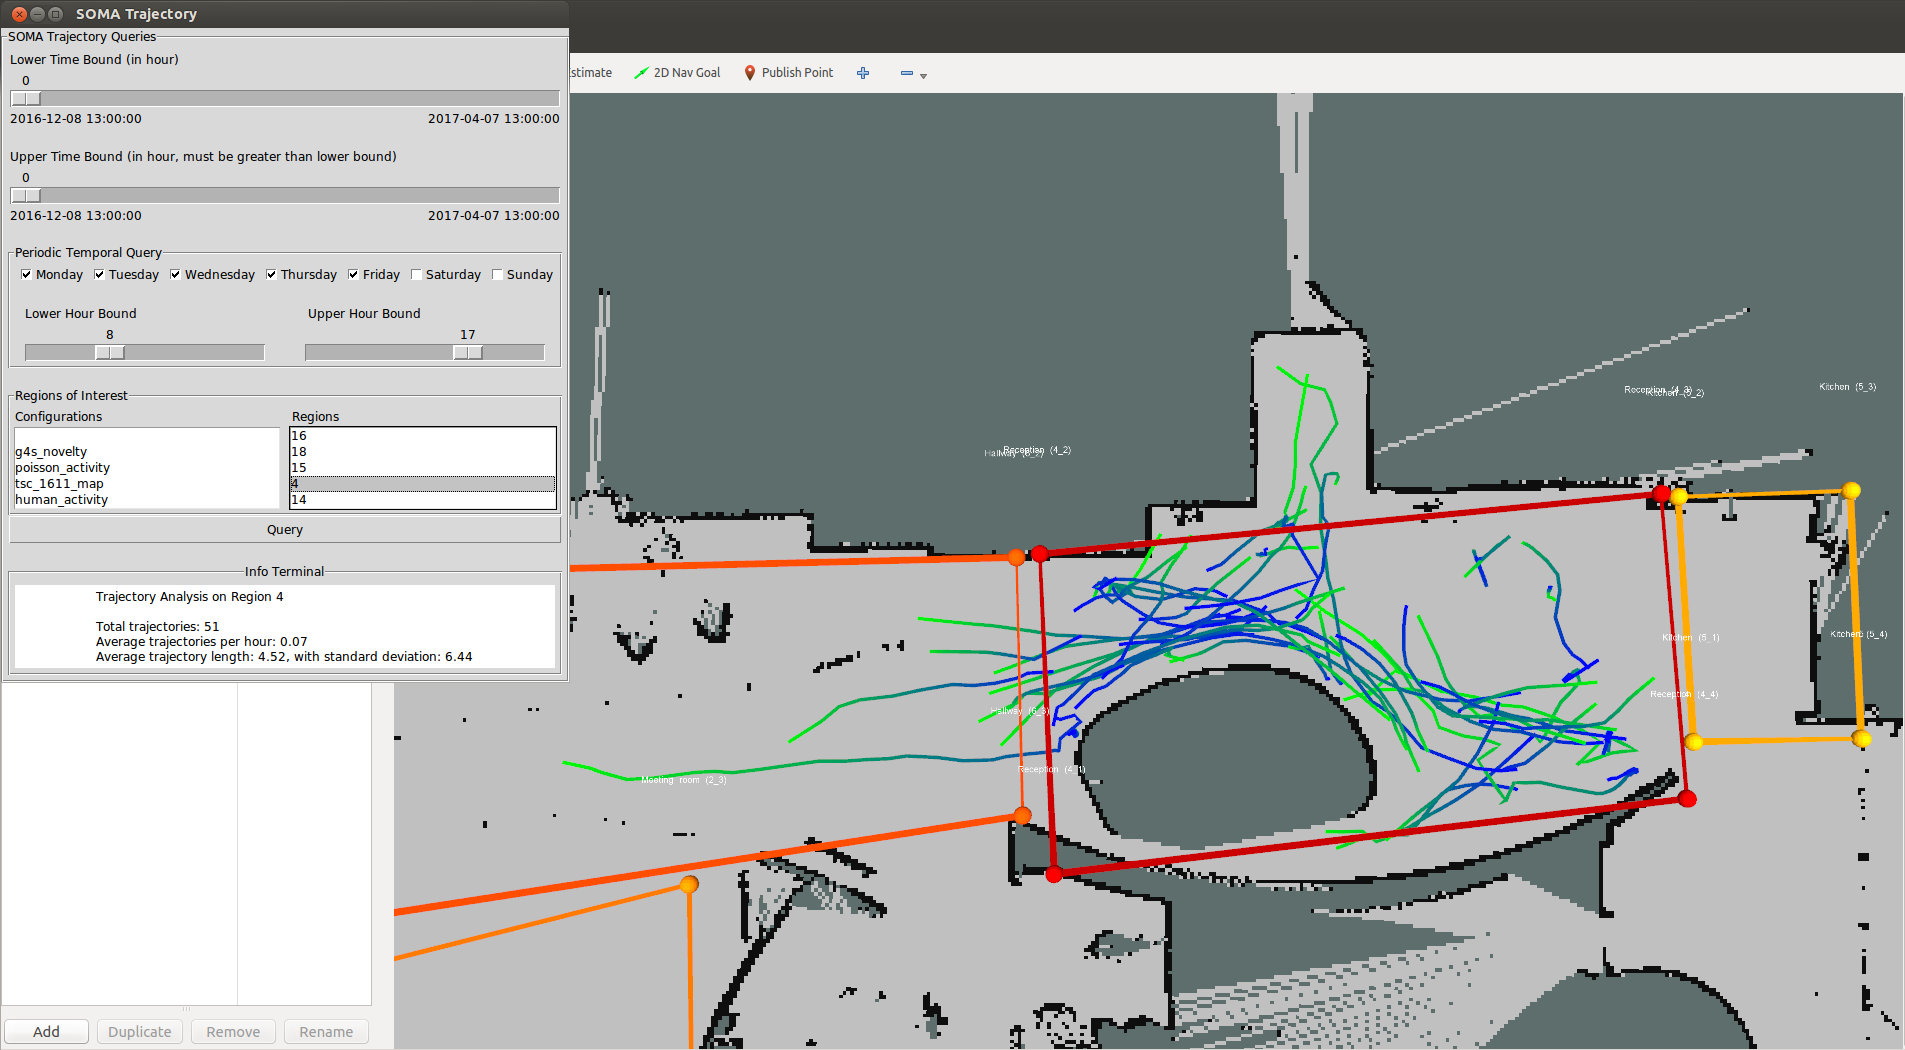 SOMA Trajectory
SOMA Trajectory Queries
Lower Time Bound (in hour)
0
2016-12-08 13:00:00 2017-04-07 13:00:00
Upper Time Bound (in hour, must be greater than lower bound)
0
2016-12-08 13:00:00 2017-04-07 13:00:00
Periodic Temporal Query
Monday Tuesday Wednesday Thursday Friday Saturday Sunday
Lower Hour Bound Upper Hour Bound
8 17
Regions of Interest
Configurations Regions
g4s_novelty
poisson_activity
tsc_1611_map
human_activity
16
18
15
4
14
Query
Info Terminal
Trajectory Analysis on Region 4
Total trajectories: 51
Average trajectories per hour: 0.07
Average trajectory length: 4.52, with standard deviation: 6.44
Add Duplicate Remove Rename
stimate 2D Nav Goal Publish Point
Kitchen (5_3)
Reception (4_3)
Kitchen (5_2)
Reception (4_2)
Kitchen (5_1)
Kitchen (5_4)
Reception (4_4)
Hallway (6_3)
Reception (4_1)
Meeting room (2_3)